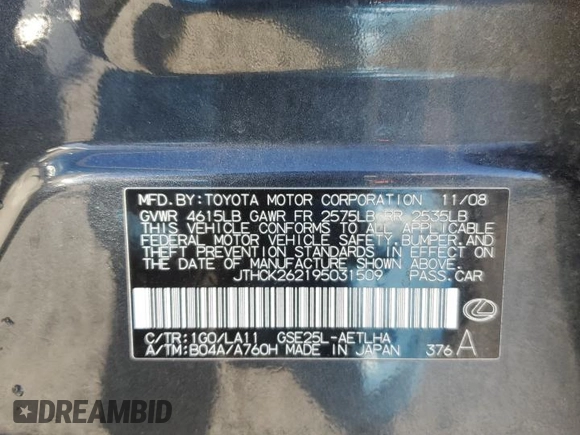 MFD. BY: TOYOTA MOTOR CORPORATION 11/08
GVWR 4615LB GAWR FR 2575LB RR 2535LB
THIS VEHICLE CONFORMS TO ALL APPLICABLE
FEDERAL MOTOR VEHICLE SAFETY, BUMPER, AND
THEFT PREVENTION STANDARDS IN EFFECT ON
THE DATE OF MANUFACTURE SHOWN ABOVE.
JTHCK262195031509 PASS. CAR
C/TR: 1G0/LA11 GSE25L-AETLHA
A/TM: B04A/A760H MADE IN JAPAN 376 A
DREAMBID